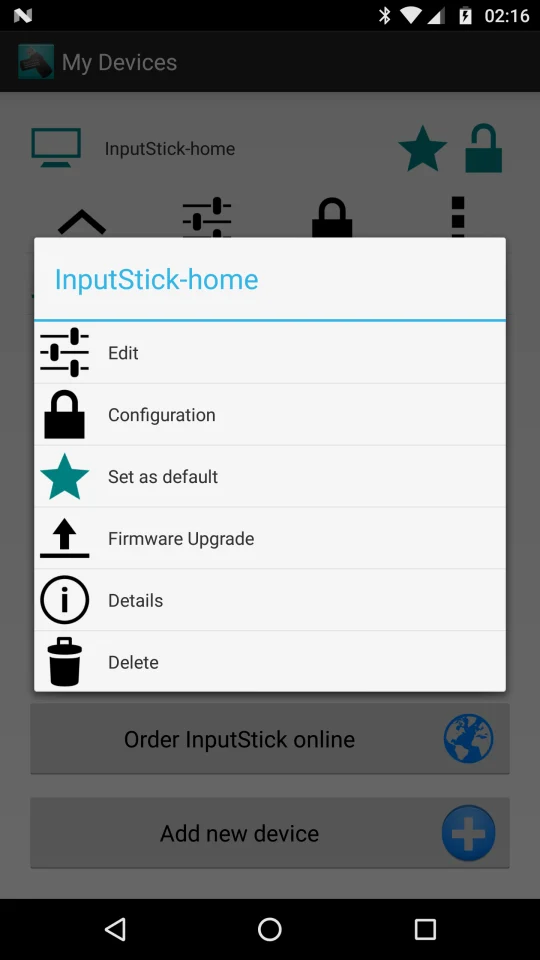 02:16
My Devices
InputStick-home
InputStick-home
Edit
Configuration
Set as default
Firmware Upgrade
Details
Delete
Order InputStick online
Add new device